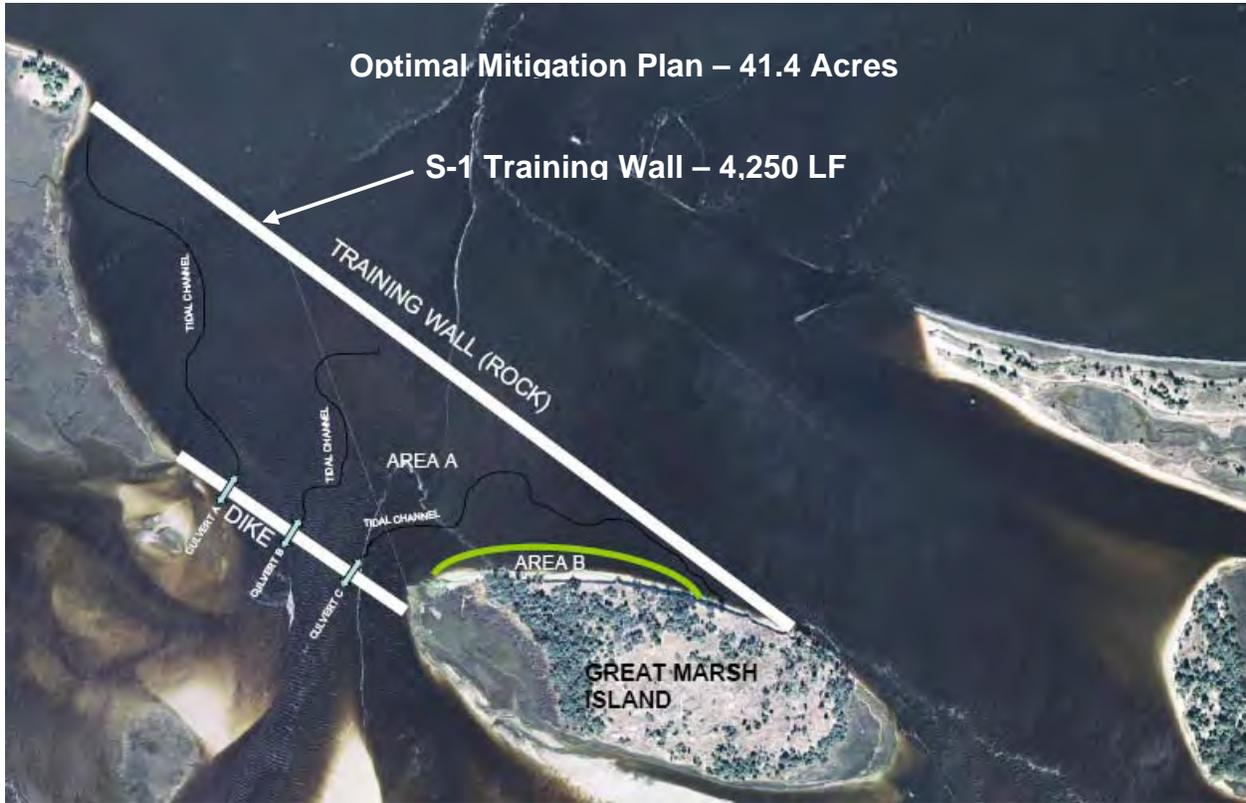 Optimal Mitigation Plan – 41.4 Acres
S-1 Training Wall – 4,250 LF
TRAINING WALL (ROCK)
TIDAL CHANNEL
TIDAL CHANNEL
AREA A
TIDAL CHANNEL
CULVERT A
DIKE
CULVERT B
CULVERT C
AREA B
GREAT MARSH
ISLAND